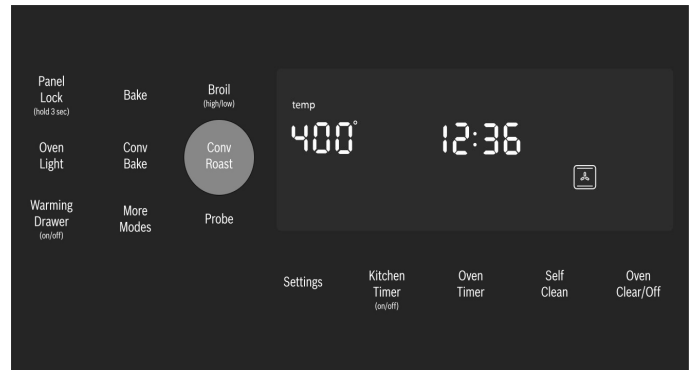 Panel
Lock
(hold 3 sec)
Bake
Broil
(high/low)
Oven
Light
Conv
Bake
Conv
Roast
Warming
Drawer
(on/off)
More
Modes
Probe
temp
400°
12:36
Settings
Kitchen
Timer
(on/off)
Oven
Timer
Self
Clean
Oven
Clear/Off